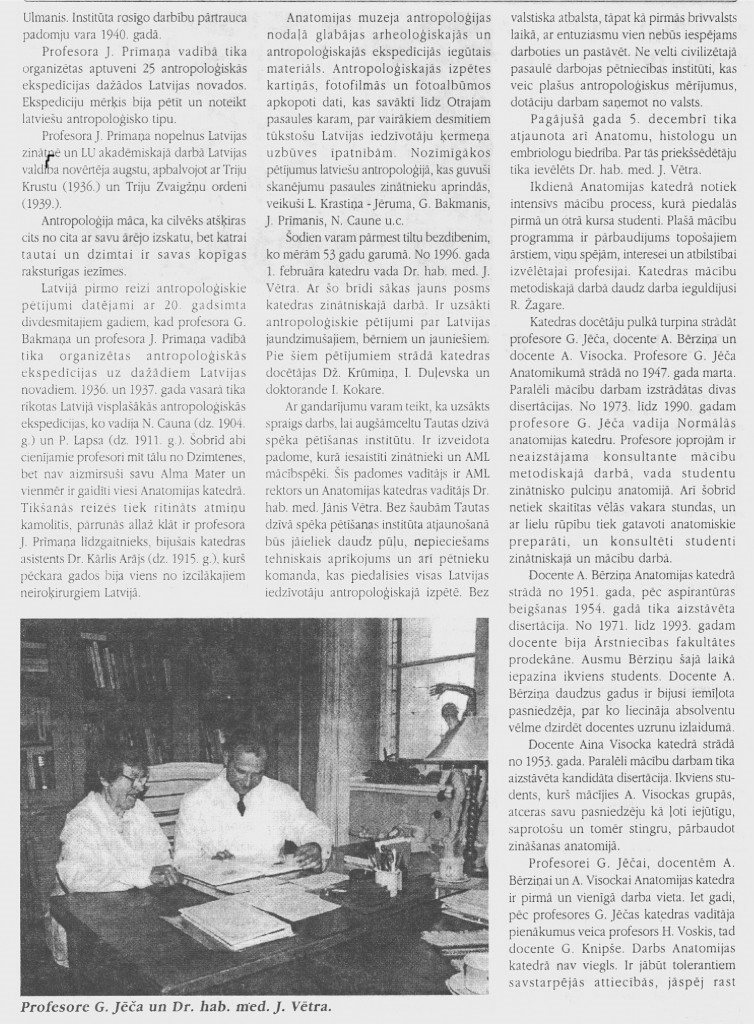 Ulmanis. Institūta rosīgo darbību pārtrauca
padomju vara 1940. gadā.
Profesora J. Prīmaņa vadībā tika
organizētas aptuveni 25 antropoloģiskās
ekspedīcijas dažādos Latvijas novados.
Ekspedīciju mērķis bija pētīt un noteikt
latviešu antropoloģisko tipu.
Profesora J. Prīmaņa nopelnus Latvijas
zinātnē un LU akadēmiskajā darbā Latvijas
valdība novērtēja augstu, apbalvojot ar Triju
Krustu (1936.) un Triju Zvaigžņu ordeni
(1939.).
Antropoloģija māca, ka cilvēks atšķiras
cits no cita ar savu ārējo izskatu, bet katrai
tautai un dzimtai ir savas kopīgas
raksturīgas iezīmes.
Latvijā pirmo reizi antropoloģiskie
pētījumi datējami ar 20. gadsimta
divdesmitajiem gadiem, kad profesora G.
Bakmaņa un profesora J. Prīmaņa vadībā
tika organizētas antropoloģiskās
ekspedīcijas uz dažādiem Latvijas
novadiem. 1936. un 1937. gada vasarā tika
rīkotas Latvijā visplašākās antropoloģiskās
ekspedīcijas, ko vadīja N. Cauna (dz. 1904.
g.) un P. Lapsa (dz. 1911. g.). Šobrīd abi
cienījamie profesori mīt tālu no Dzimtenes,
bet nav aizmirsuši savu Alma Mater un
vienmēr ir gaidīti viesi Anatomijas katedrā.
Tikšanās reizēs tiek ritināts atmiņu
kamolītis, pārrunās allaž klāt ir profesora
J. Prīmaņa līdzgaitnieks, bijušais katedras
asistents Dr. Kārlis Arājs (dz. 1915. g.), kurš
pēckara gados bija viens no izcilākajiem
neiroķirurgiem Latvijā.
Anatomijas muzeja antropoloģijas
nodaļā glabājas arheoloģiskajās un
antropoloģiskajās ekspedīcijās iegūtais
materiāls. Antropoloģiskajās izpētes
kartiņās, fotofilmās un fotoalbūmos
apkopoti dati, kas savākti līdz Otrajam
pasaules karam, par vairākiem desmitiem
tūkstošu Latvijas iedzīvotāju ķermeņa
uzbūves īpatnībām. Nozīmīgākos
pētījumus latviešu antropoloģijā, kas guvuši
skanējumu pasaules zinātnieku aprindās,
veikuši L. Krastiņa - Jēruma, G. Bakmanis,
J. Prīmanis, N. Caune u.c.
Šodien varam pārmest tiltu bezdibenim,
ko mērām 53 gadu garumā. No 1996. gada
1. februāra katedru vada Dr. hab. med. J.
Vētra. Ar šo brīdi sākas jauns posms
katedras zinātniskajā darbā. Ir uzsākti
antropoloģiskie pētījumi par Latvijas
jaundzimušajiem, bērniem un jauniešiem.
Pie šiem pētījumiem strādā katedras
docētājas Dž. Krūmiņa, I. Duļevska un
doktorande I. Kokare.
Ar gandarījumu varam teikt, ka uzsākts
spraigs darbs, lai augšāmceltu Tautas dzīvā
spēka pētīšanas institūtu. Ir izveidota
padome, kurā iesaistīti zinātnieki un AML
mācībspēki. Šīs padomes vadītājs ir AML
rektors un Anatomijas katedras vadītājs Dr.
hab. med. Jānis Vētra. Bez šaubām Tautas
dzīvā spēka pētīšanas institūta atjaunošanā
būs jāieliek daudz pūļu, nepieciešams
tehniskais aprīkojums un arī pētnieku
komanda, kas piedalīsies visas Latvijas
iedzīvotāju antropoloģiskajā izpētē. Bez
valstiska atbalsta, tāpat kā pirmās brīvvalsts
laikā, ar entuziasmu vien nebūs iespējams
darboties un pastāvēt. Ne velti civilizētajā
pasaulē darbojas pētniecības institūti, kas
veic plašus antropoloģiskus mērījumus,
dotāciju darbam saņemot no valsts.
Pagājušā gada 5. decembrī tika
atjaunota arī Anatomu, histologu un
embriologu biedrība. Par tās priekšsēdētāju
tika ievēlēts Dr. hab. med. J. Vētra.
Ikdienā Anatomijas katedrā notiek
intensīvs mācību process, kurā piedalās
pirmā un otrā kursa studenti. Plašā mācību
programma ir pārbaudījums topošajiem
ārstiem, viņu spējām, interesei un atbilstībai
izvēlētajai profesijai. Katedras mācību
metodiskajā darbā daudz darba ieguldījusi
R. Žagare.
Katedras docētāju pulkā turpina strādāt
profesore G. Jēča, docente A. Bērziņa un
docente A. Visocka. Profesore G. Jēča
Anatomikumā strādā no 1947. gada marta.
Paralēli mācību darbam izstrādātas divas
disertācijas. No 1973. līdz 1990. gadam
profesore G. Jēča vadīja Normālās
anatomijas katedru. Profesore joprojām ir
neaizstājama konsultante mācību
metodiskajā darbā, vada studentu
zinātnisko pulciņu anatomijā. Arī šobrīd
netiek skaitītas vēlās vakara stundas, un
ar lielu rūpību tiek gatavoti anatomiskie
preparāti, un konsultēti studenti
zinātniskajā un mācību darbā.
Docente A. Bērziņa Anatomijas katedrā
strādā no 1951. gada, pēc aspirantūras
beigšanas 1954. gadā tika aizstāvēta
disertācija. No 1971. līdz 1993. gadam
docente bija Ārstniecības fakultātes
prodekāne. Ausmu Bērziņu šajā laikā
iepazina ikviens students. Docente A.
Bērziņa daudzus gadus ir bijusi iemīļota
pasniedzēja, par ko liecināja absolventu
vēlme dzirdēt docentes uzrunu izlaidumā.
Docente Aina Visocka katedrā strādā
no 1953. gada. Paralēli mācību darbam tika
aizstāvēta kandidāta disertācija. Ikviens stu-
dents, kurš mācījies A. Visockas grupās,
atceras savu pasniedzēju kā ļoti iejūtīgu,
saprotošu un tomēr stingru, pārbaudot
zināšanas anatomijā.
Profesorei G. Jēčai, docentēm A.
Bērziņai un A. Visockai Anatomijas katedra
ir pirmā un vienīgā darba vieta. Iet gadi,
pēc profesores G. Jēčas katedras vadītāja
pienākumus veica profesors H. Voskis, tad
docente G. Knipše. Darbs Anatomijas
katedrā nav viegls. Ir jābūt tolerantiem
savstarpējās attiecībās, jāspēj rast
Profesore G. Jēča un Dr. hab. med. J. Vētra.